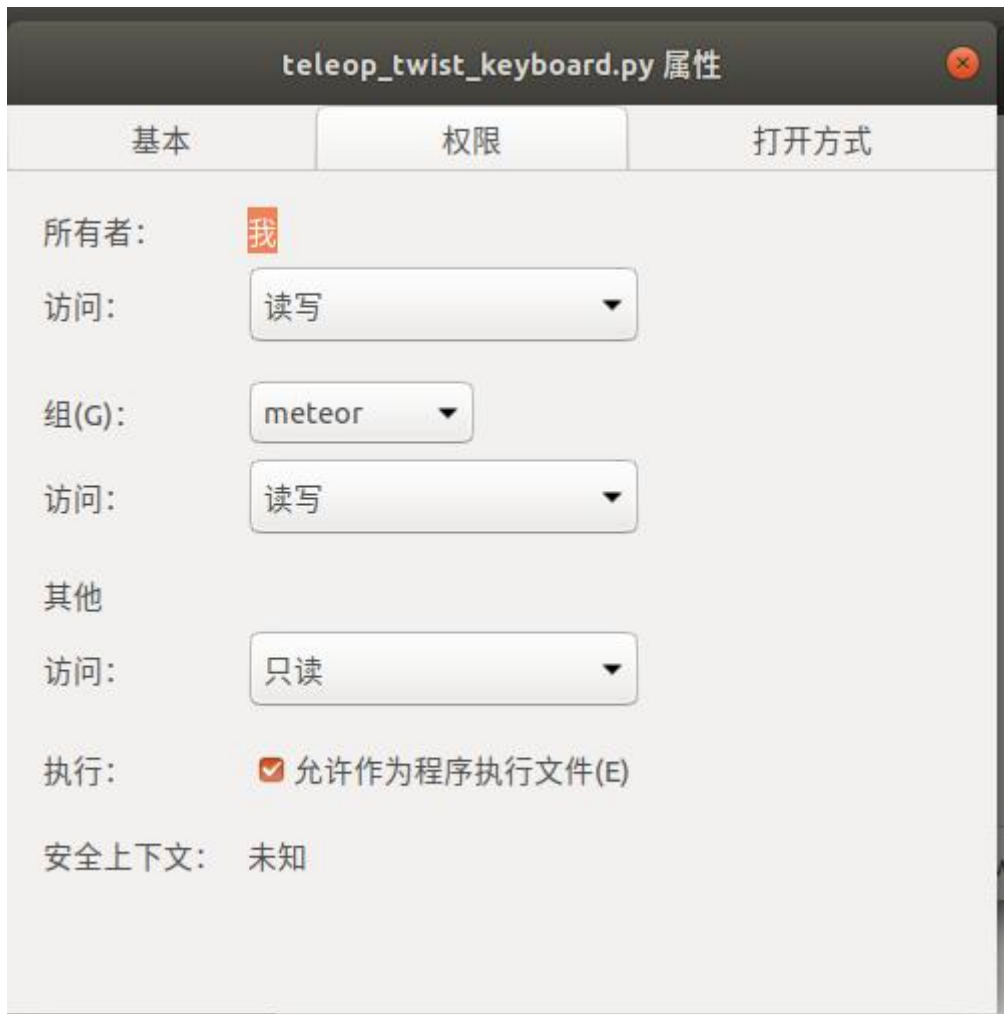 teleop_twist_keyboard.py 属性
基本 权限 打开方式
所有者： 我
访问： 读写
组(G)： meteor
访问： 读写
其他
访问： 只读
执行： 允许作为程序执行文件(E)
安全上下文： 未知